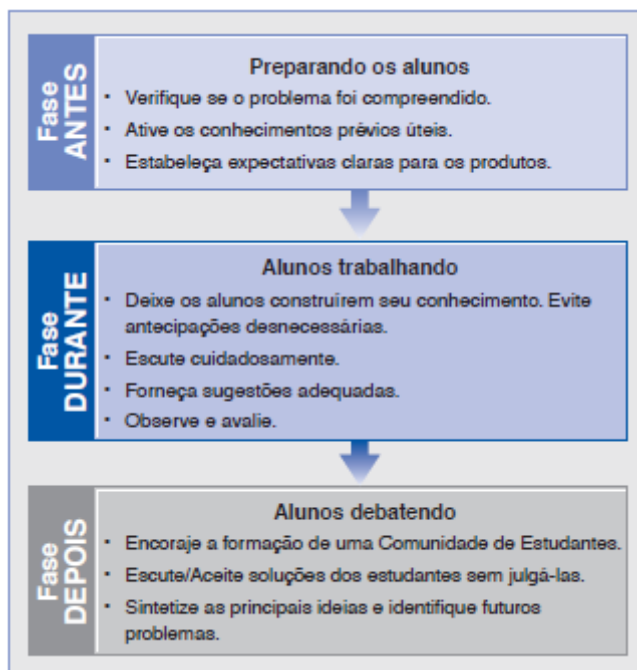 Fase
ANTES
Preparando os alunos
• Verifique se o problema foi compreendido.
• Ative os conhecimentos prévios úteis.
• Estabeleça expectativas claras para os produtos.
Fase
DURANTE
Alunos trabalhando
• Deixe os alunos construírem seu conhecimento. Evite
antecipações desnecessárias.
• Escute cuidadosamente.
• Forneça sugestões adequadas.
• Observe e avalie.
Fase
DEPOIS
Alunos debatendo
• Encoraje a formação de uma Comunidade de Estudantes.
• Escute/Aceite soluções dos estudantes sem julgá-las.
• Sintetize as principais ideias e identifique futuros
problemas.